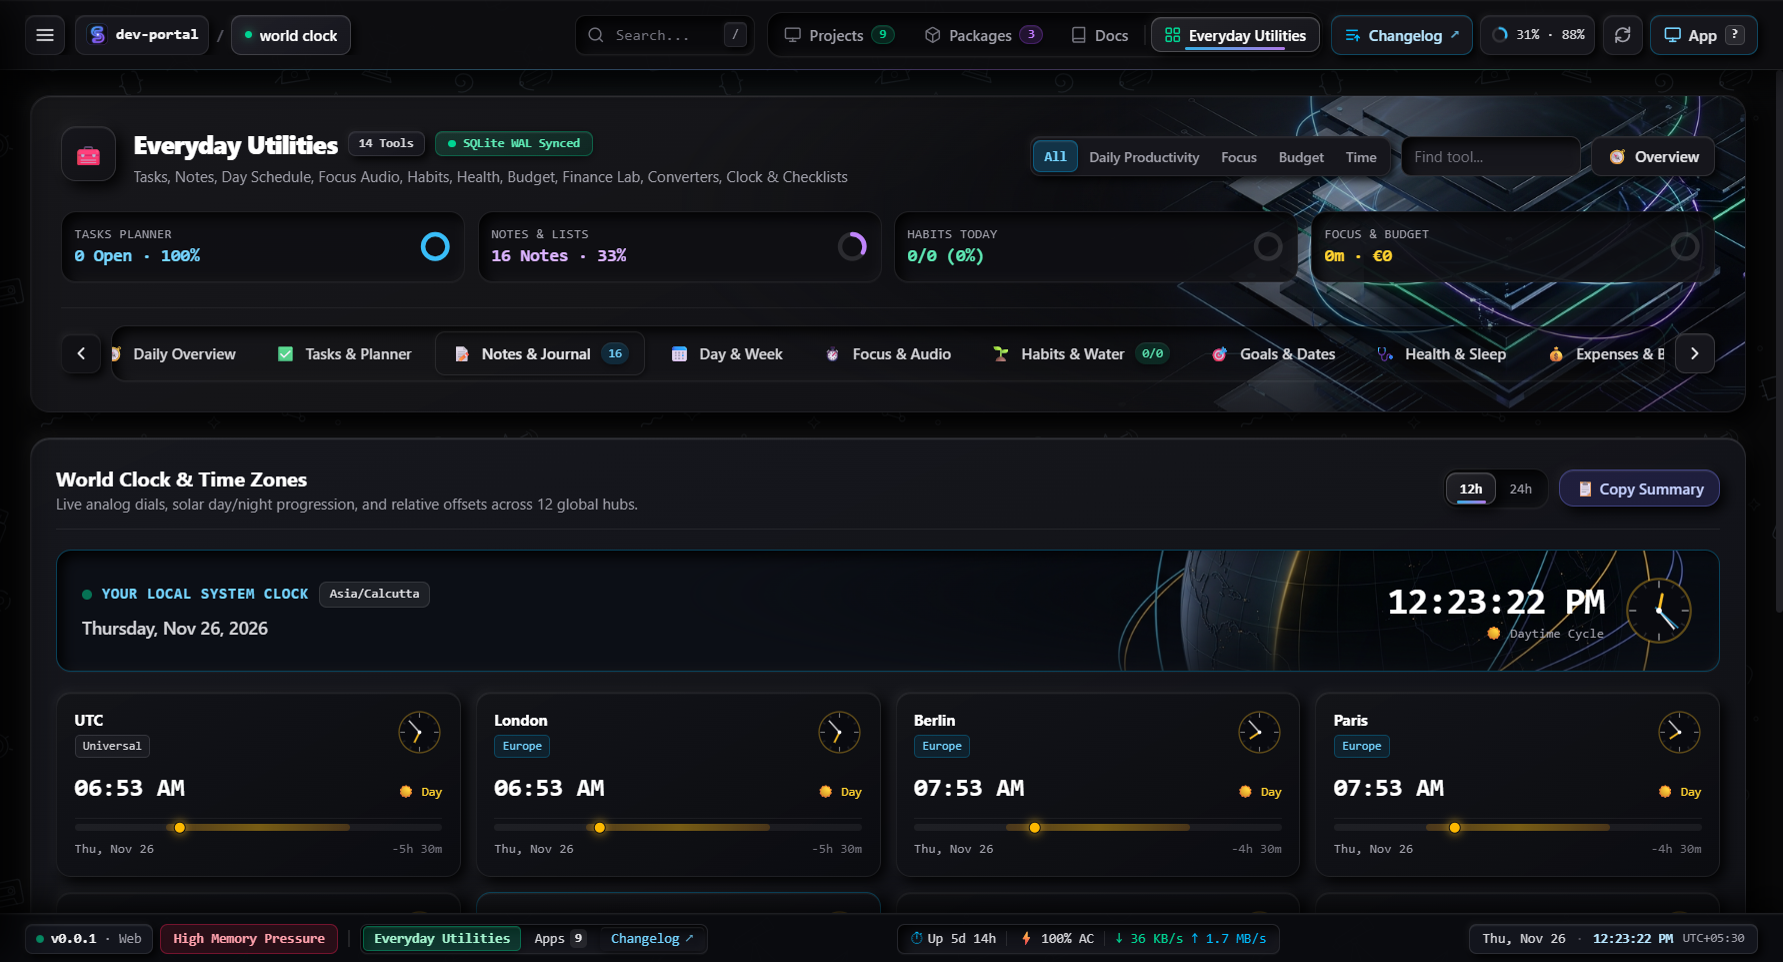 dev-portal / world clock Search... / Projects 9 Packages 3 Docs Everyday Utilities Changelog ↗ 31% · 88% App ?
Everyday Utilities 14 Tools SQLite WAL Synced
Tasks, Notes, Day Schedule, Focus Audio, Habits, Health, Budget, Finance Lab, Converters, Clock & Checklists
All Daily Productivity Focus Budget Time Find tool... Overview
TASKS PLANNER
0 Open · 100%
NOTES & LISTS
16 Notes · 33%
HABITS TODAY
0/0 (0%)
FOCUS & BUDGET
0m · €0
Daily Overview Tasks & Planner Notes & Journal 16 Day & Week Focus & Audio Habits & Water 0/0 Goals & Dates Health & Sleep Expenses & B
World Clock & Time Zones
Live analog dials, solar day/night progression, and relative offsets across 12 global hubs.
12h 24h Copy Summary
YOUR LOCAL SYSTEM CLOCK Asia/Calcutta
Thursday, Nov 26, 2026
12:23:22 PM
Daytime Cycle
UTC
Universal
06:53 AM Day
Thu, Nov 26 -5h 30m
London
Europe
06:53 AM Day
Thu, Nov 26 -5h 30m
Berlin
Europe
07:53 AM Day
Thu, Nov 26 -4h 30m
Paris
Europe
07:53 AM Day
Thu, Nov 26 -4h 30m
v0.0.1 · Web High Memory Pressure Everyday Utilities Apps 9 Changelog ↗ Up 5d 14h 100% AC ↓ 36 KB/s ↑ 1.7 MB/s Thu, Nov 26 · 12:23:22 PM UTC+05:30